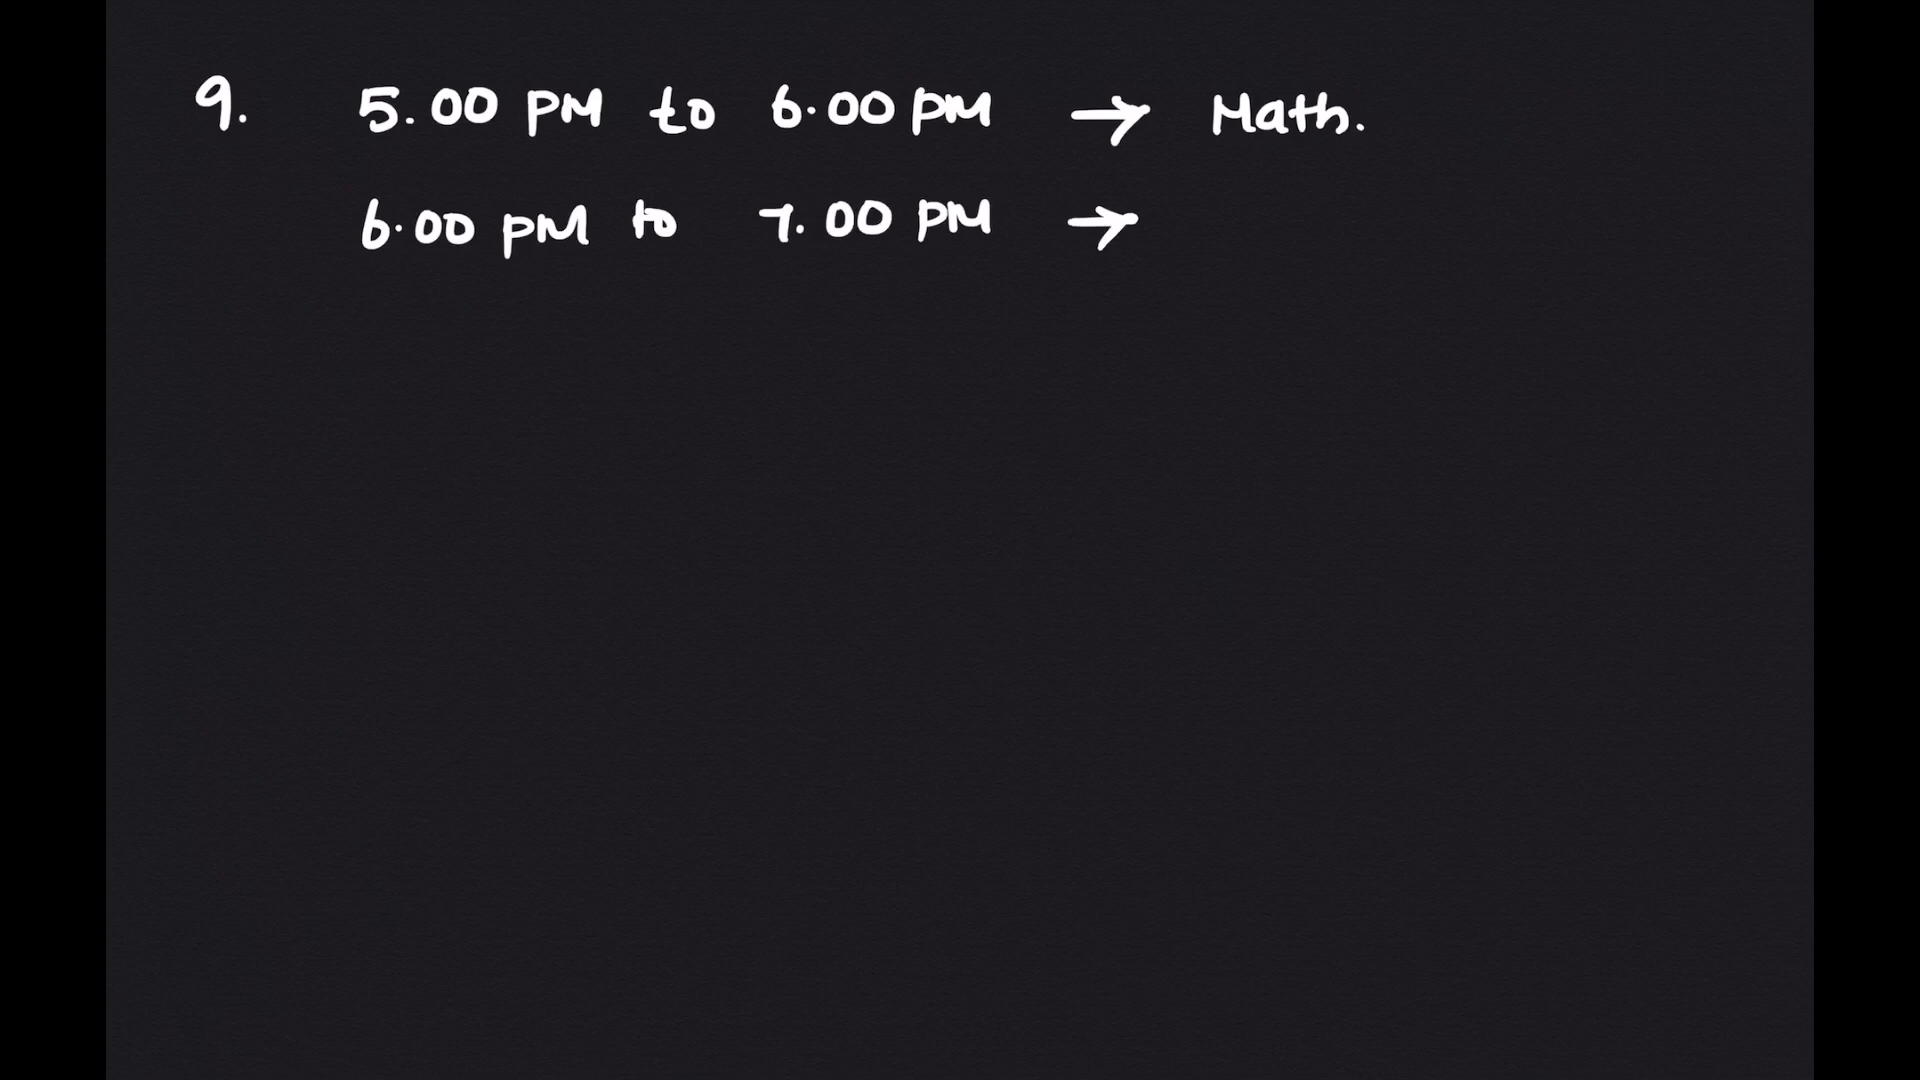 9. 5.00 PM to 6.00 PM → Math.
6.00 PM to 7.00 PM →